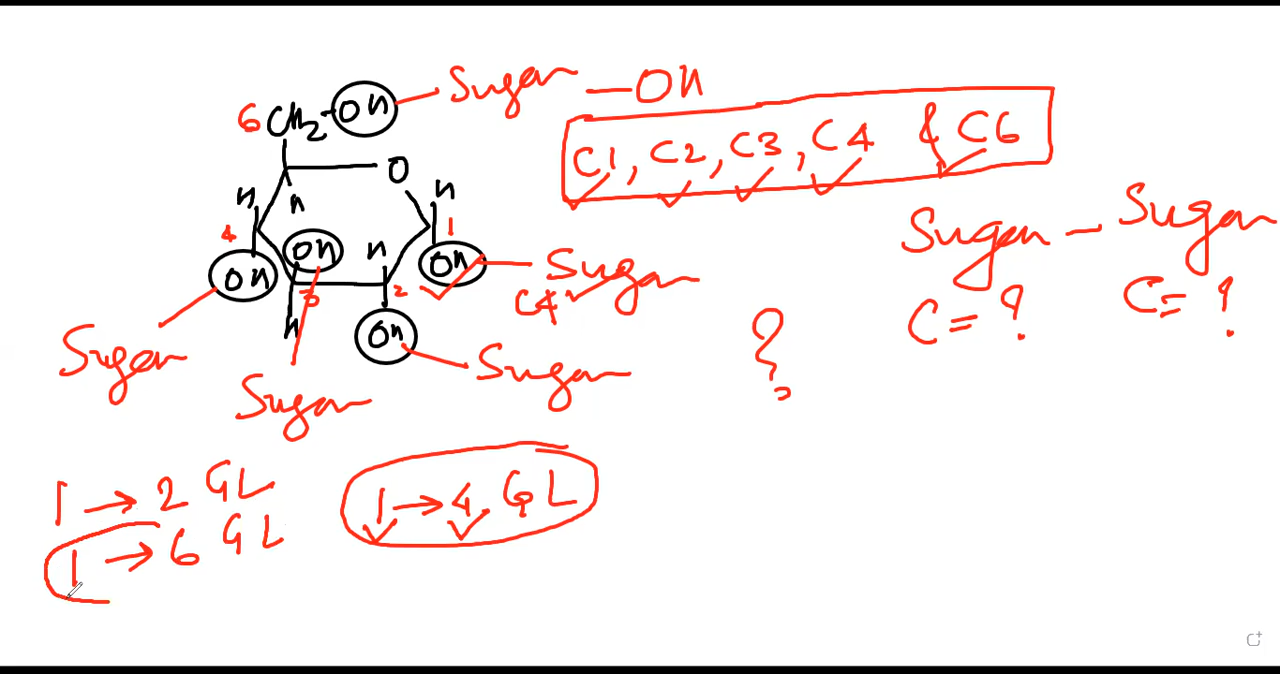 6 CH2-OH Sugar -OH
C1, C2, C3, C4 & C6
O
H
H H
4 1
OH OH H OH Sugar
3 2 C4
H OH
Sugar Sugar
Sugar
Sugar - Sugar
C = ? C = ?
?
1 → 2 GL
1 → 6 GL
1 → 4 GL